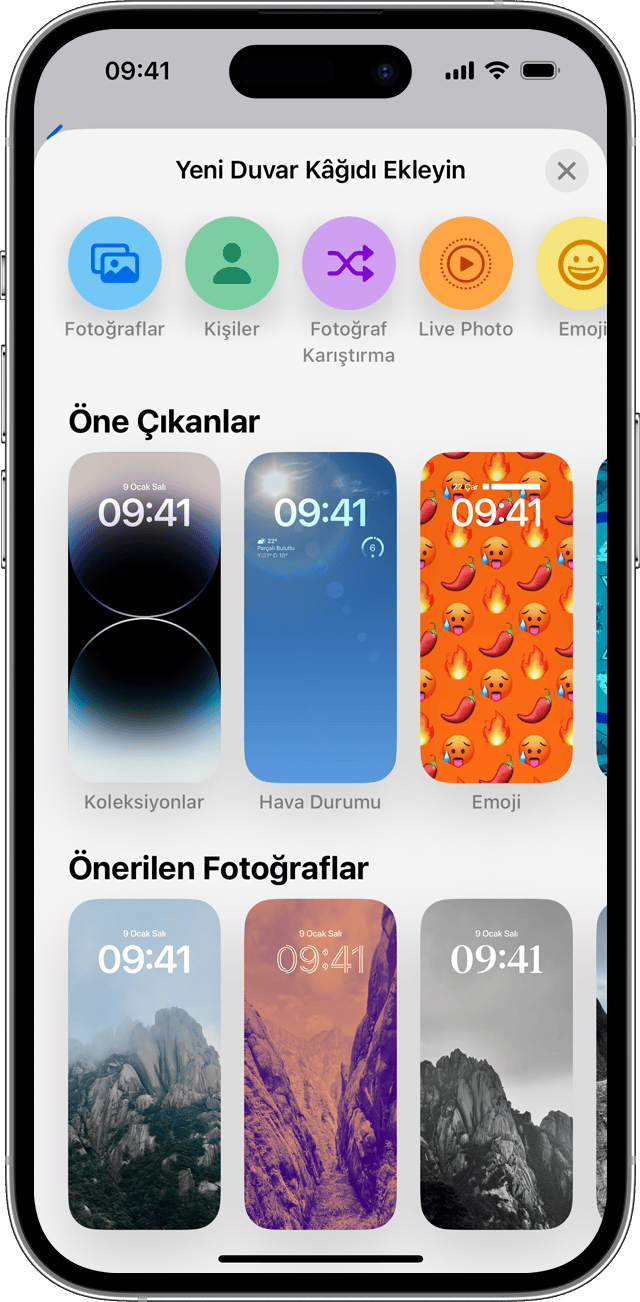 09:41
Yeni Duvar Kâğıdı Ekleyin
Fotoğraflar
Kişiler
Fotoğraf
Karıştırma
Live Photo
Emoji
Öne Çıkanlar
9 Ocak Salı
09:41
09:41
22°
Parçalı Bulutlu
6
22 Çar
09:41
Koleksiyonlar
Hava Durumu
Emoji
Önerilen Fotoğraflar
9 Ocak Salı
09:41
9 Ocak Salı
09:41
9 Ocak Salı
09:41